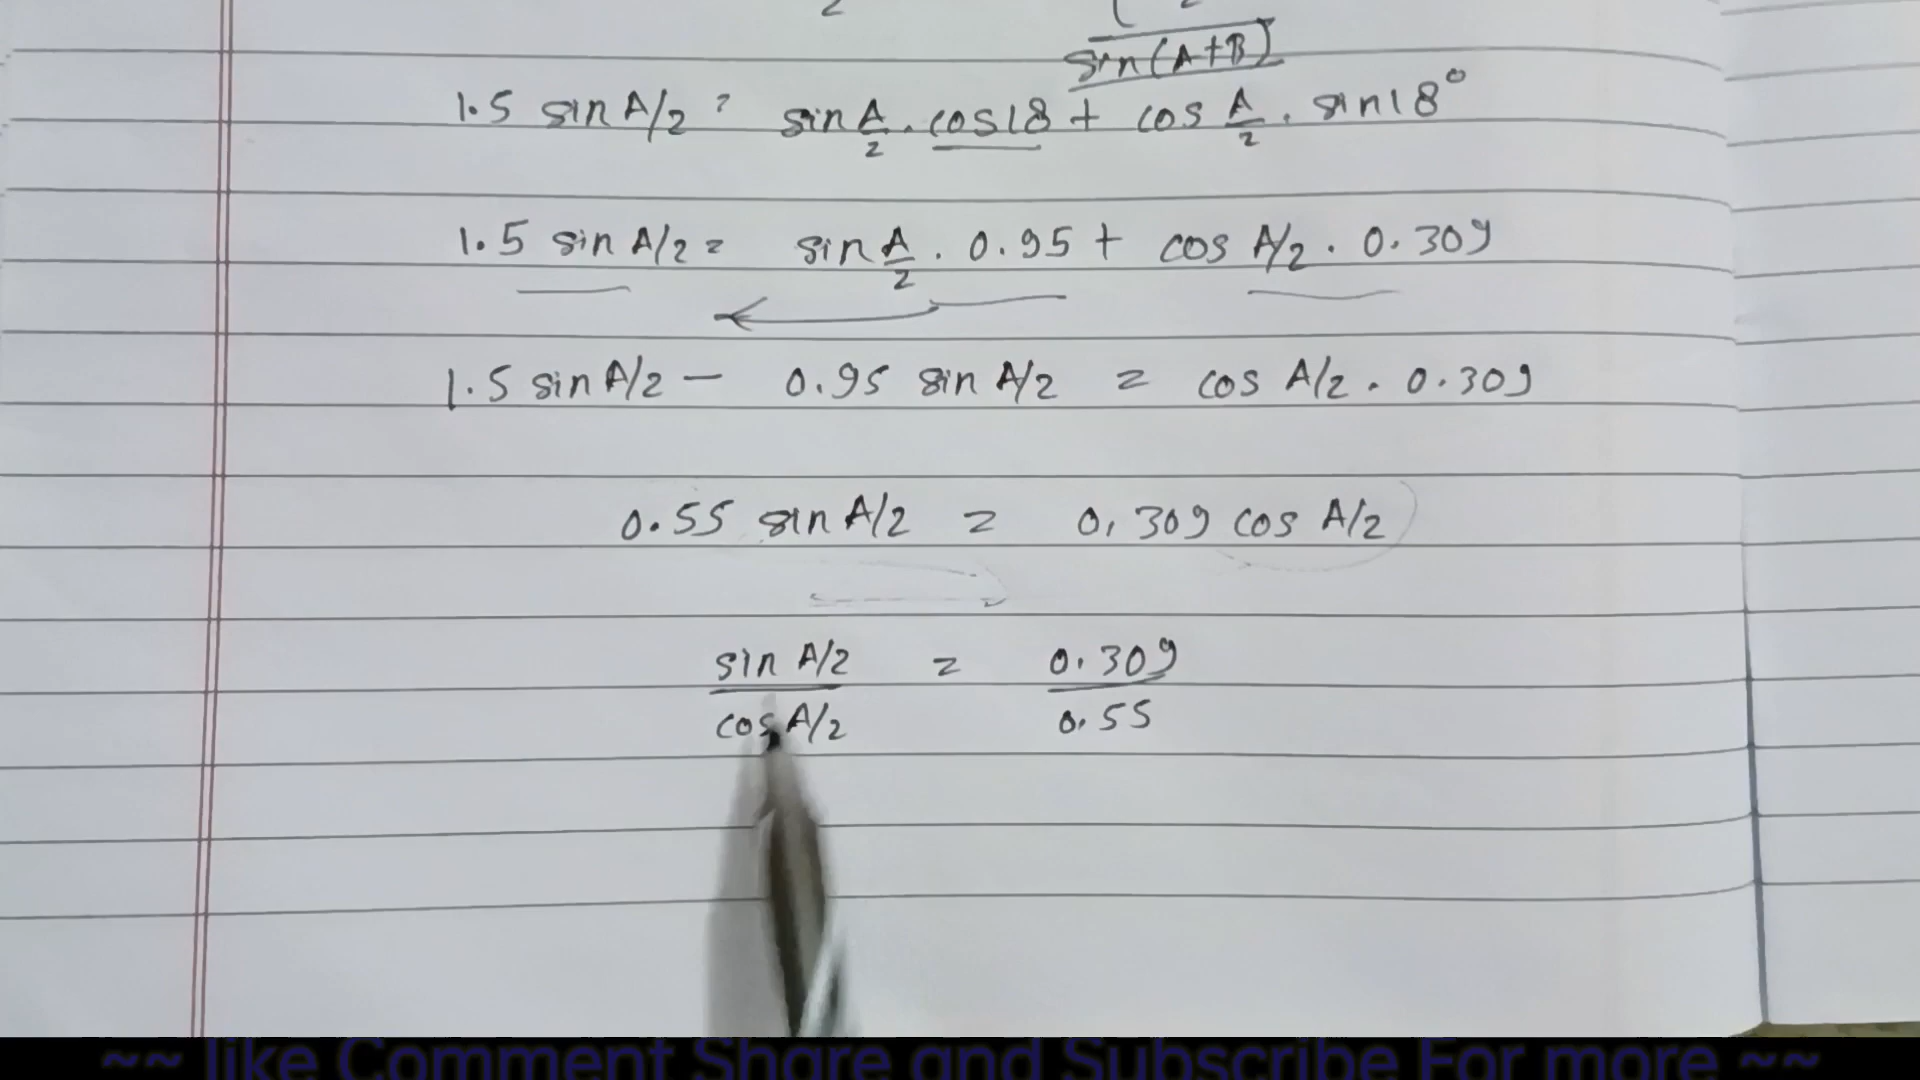 sin(A+B)
1.5 sin A/2 = sin A/2 . cos18 + cos A/2 . sin18°
1.5 sin A/2 = sin A/2 . 0.95 + cos A/2 . 0.309
1.5 sin A/2 - 0.95 sin A/2 = cos A/2 . 0.309
0.55 sin A/2 = 0.309 cos A/2
sin A/2 = 0.309
cos A/2 0.55
~~ like Comment Share and Subscribe For more ~~